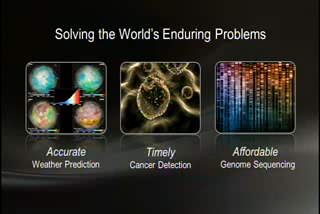 Solving the World's Enduring Problems
Accurate
Weather Prediction
Timely
Cancer Detection
Affordable
Genome Sequencing